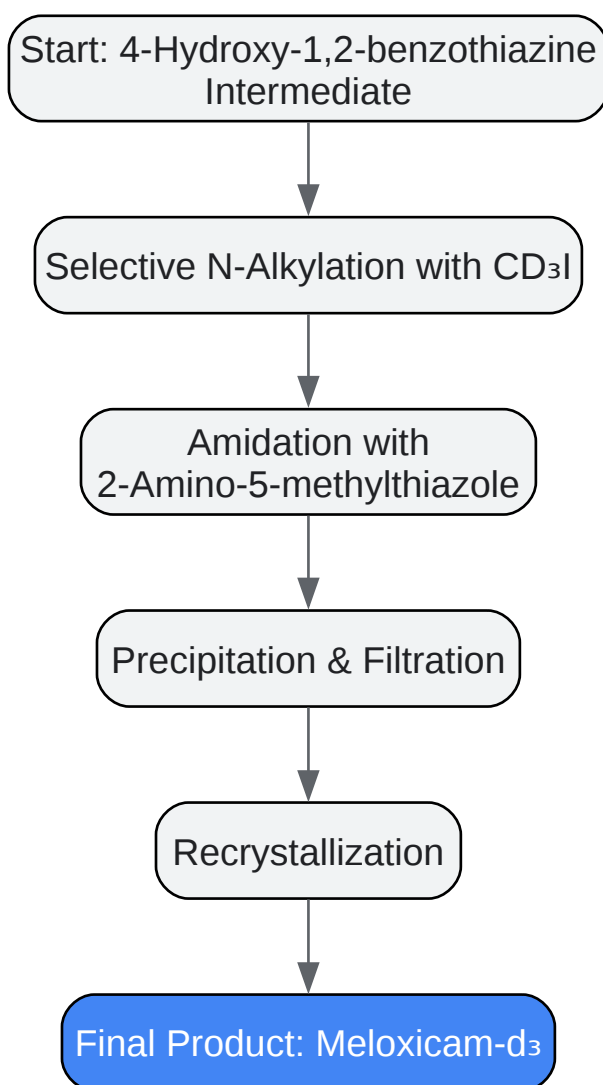 Start: 4-Hydroxy-1,2-benzothiazine
Intermediate
Selective N-Alkylation with CD₃I
Amidation with
2-Amino-5-methylthiazole
Precipitation & Filtration
Recrystallization
Final Product: Meloxicam-d₃